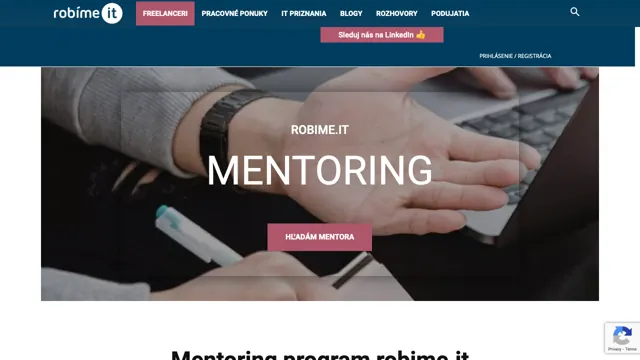 robíme it
FREELANCERI
PRACOVNÉ PONUKY
IT PRIZNANIA
BLOGY
ROZHOVORY
PODUJATIA
Sleduj nás na LinkedIn 👍
PRIHLÁSENIE / REGISTRÁCIA
ROBIME.IT
MENTORING
HĽADÁM MENTORA
Mentoring program robime.it
Privacy - Terms